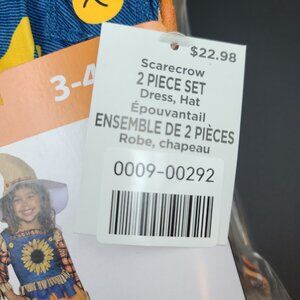 $22.98
Scarecrow
2 PIECE SET
Dress, Hat
Épouvantail
ENSEMBLE DE 2 PIÈCES
Robe, chapeau
0009-00292
3-4